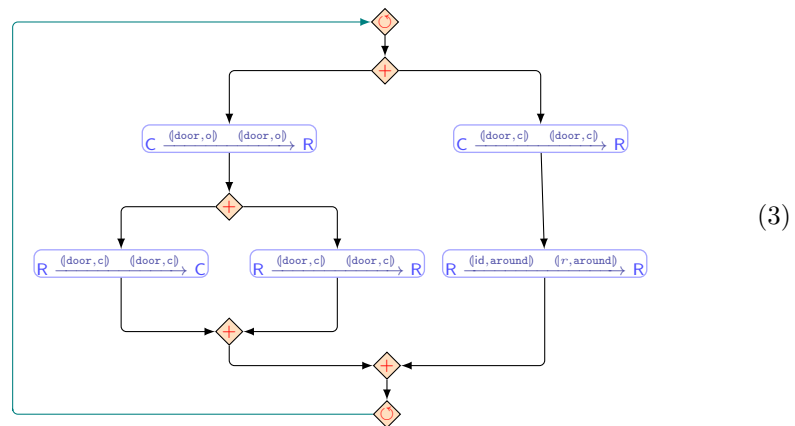 +
C ⦇door,o⦈ ⦇door,o⦈ R
C ⦇door,c⦈ ⦇door,c⦈ R
+
R ⦇door,c⦈ ⦇door,c⦈ C
R ⦇door,c⦈ ⦇door,c⦈ R
R ⦇id,around⦈ ⦇r,around⦈ R
(3)
+
+